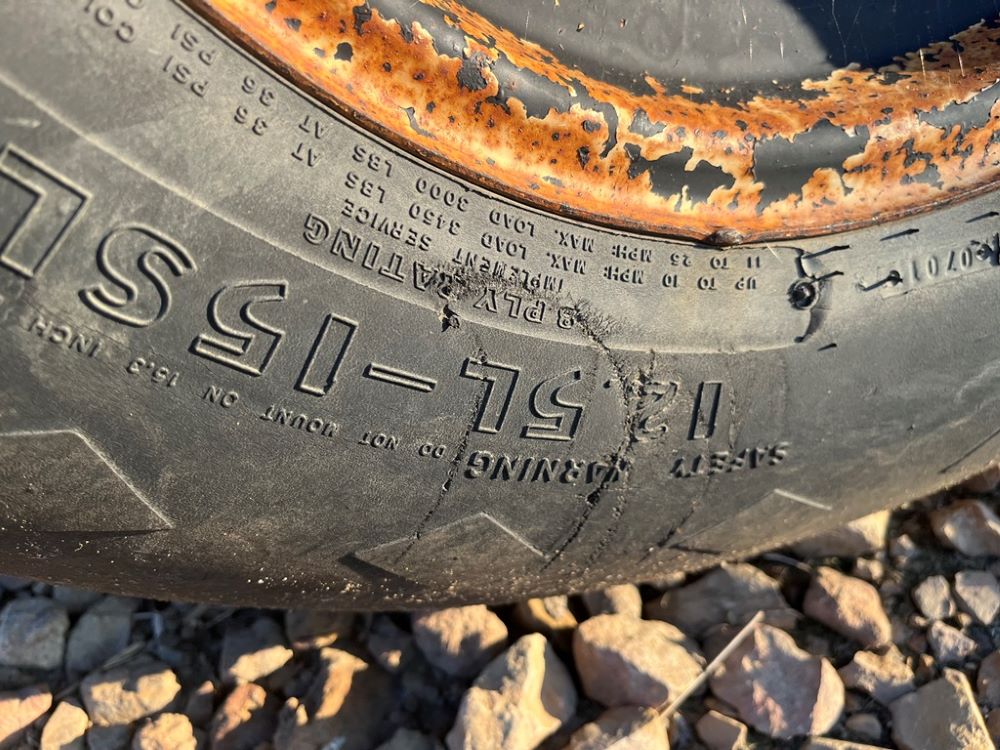 SAFETY WARNING DO NOT MOUNT ON 15.3 INCH
12.5L-15SL
8 PLY RATING
IMPLEMENT SERVICE
UP TO 10 MPH: MAX. LOAD 3450 LBS AT 36 PSI
11 TO 25 MPH: MAX. LOAD 3000 LBS AT 36 PSI
0701